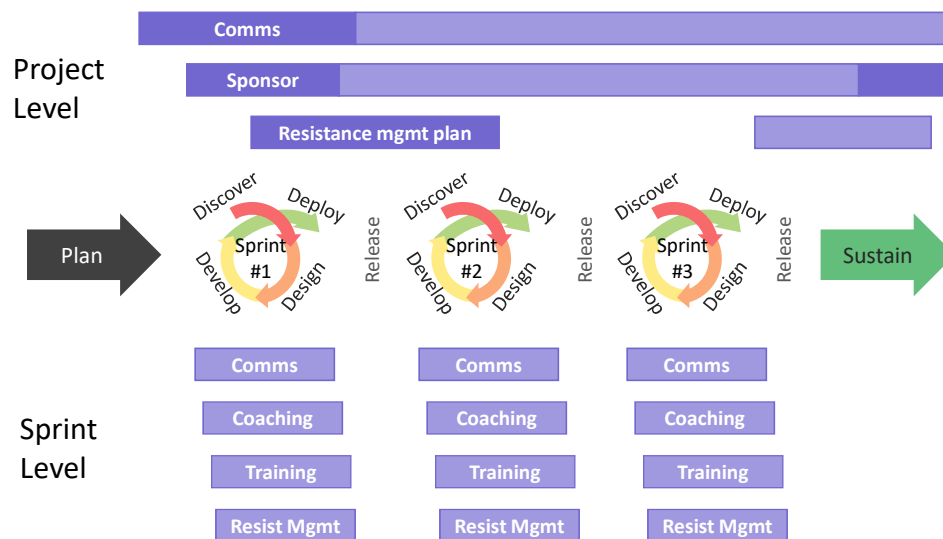 Project
Level
Comms
Sponsor
Resistance mgmt plan
Plan
Discover
Deploy
Sprint
#1
Develop
Design
Release
Discover
Deploy
Sprint
#2
Develop
Design
Release
Discover
Deploy
Sprint
#3
Develop
Design
Release
Sustain
Sprint
Level
Comms
Comms
Comms
Coaching
Coaching
Coaching
Training
Training
Training
Resist Mgmt
Resist Mgmt
Resist Mgmt